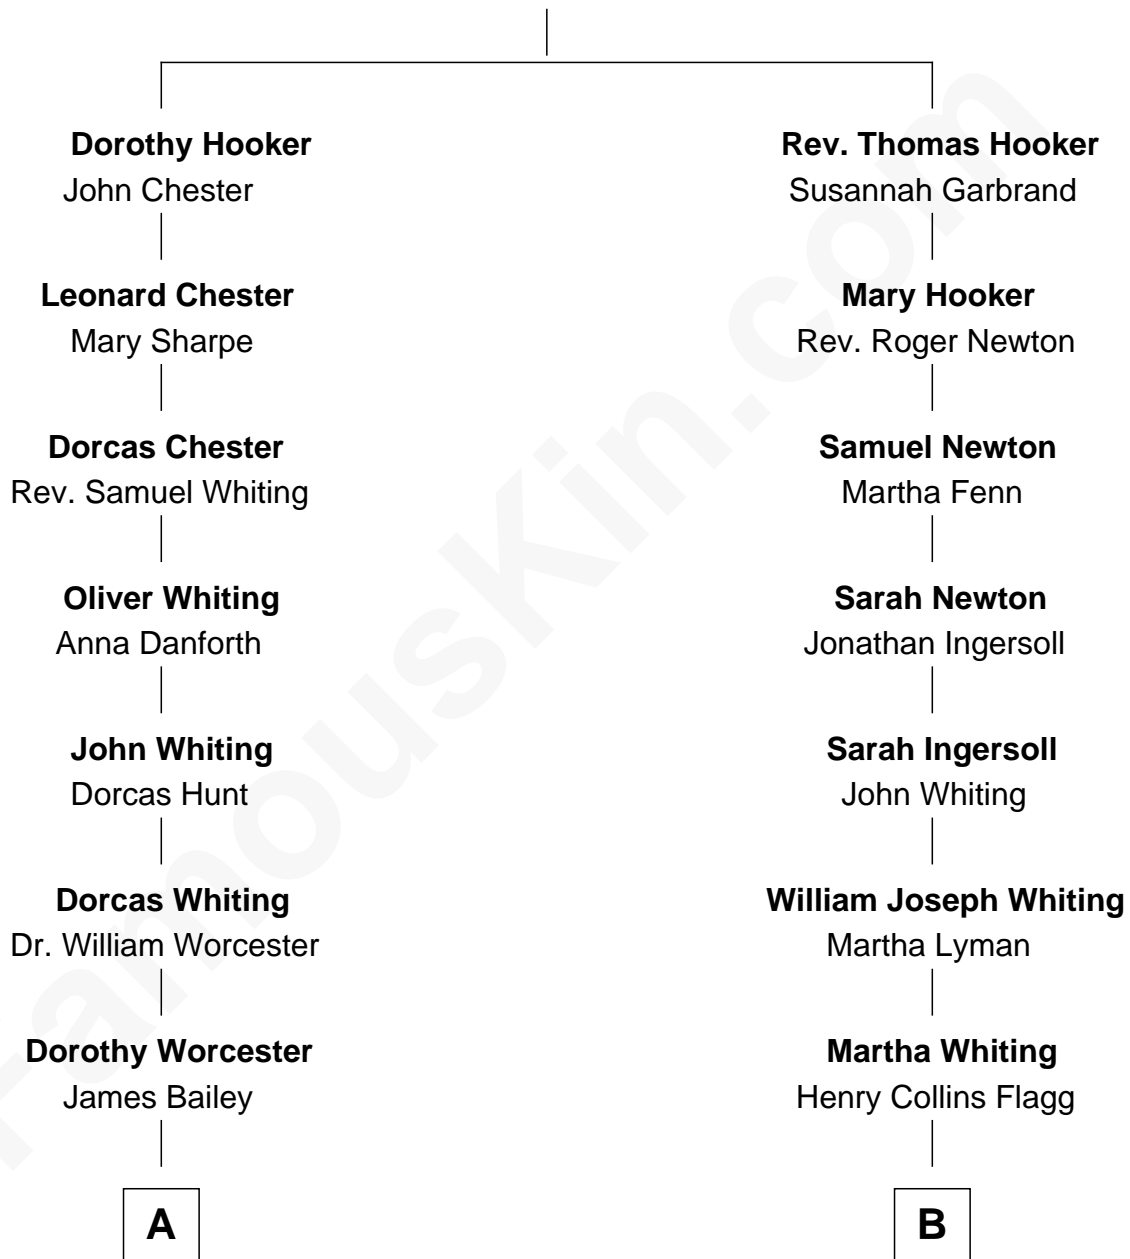 Dorothy Hooker
John Chester
Rev. Thomas Hooker
Susannah Garbrand
Leonard Chester
Mary Sharpe
Mary Hooker
Rev. Roger Newton
Dorcas Chester
Rev. Samuel Whiting
Samuel Newton
Martha Fenn
Oliver Whiting
Anna Danforth
Sarah Newton
Jonathan Ingersoll
John Whiting
Dorcas Hunt
Sarah Ingersoll
John Whiting
Dorcas Whiting
Dr. William Worcester
William Joseph Whiting
Martha Lyman
Dorothy Worcester
James Bailey
Martha Whiting
Henry Collins Flagg
A
B
FamousKin.com